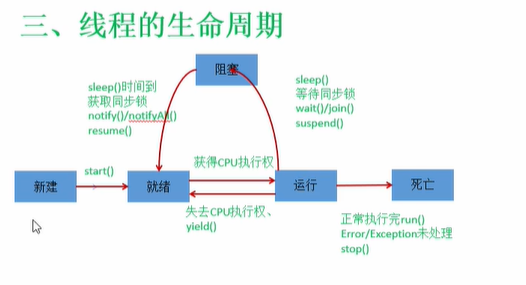 三、线程的生命周期
阻塞
sleep()时间到
获取同步锁
notify()/notifyAll()
resume()
sleep()
等待同步锁
wait()/join()
suspend()
start()
获得CPU执行权
新建
就绪
运行
死亡
失去CPU执行权、
yield()
正常执行完run()
Error/Exception未处理
stop()